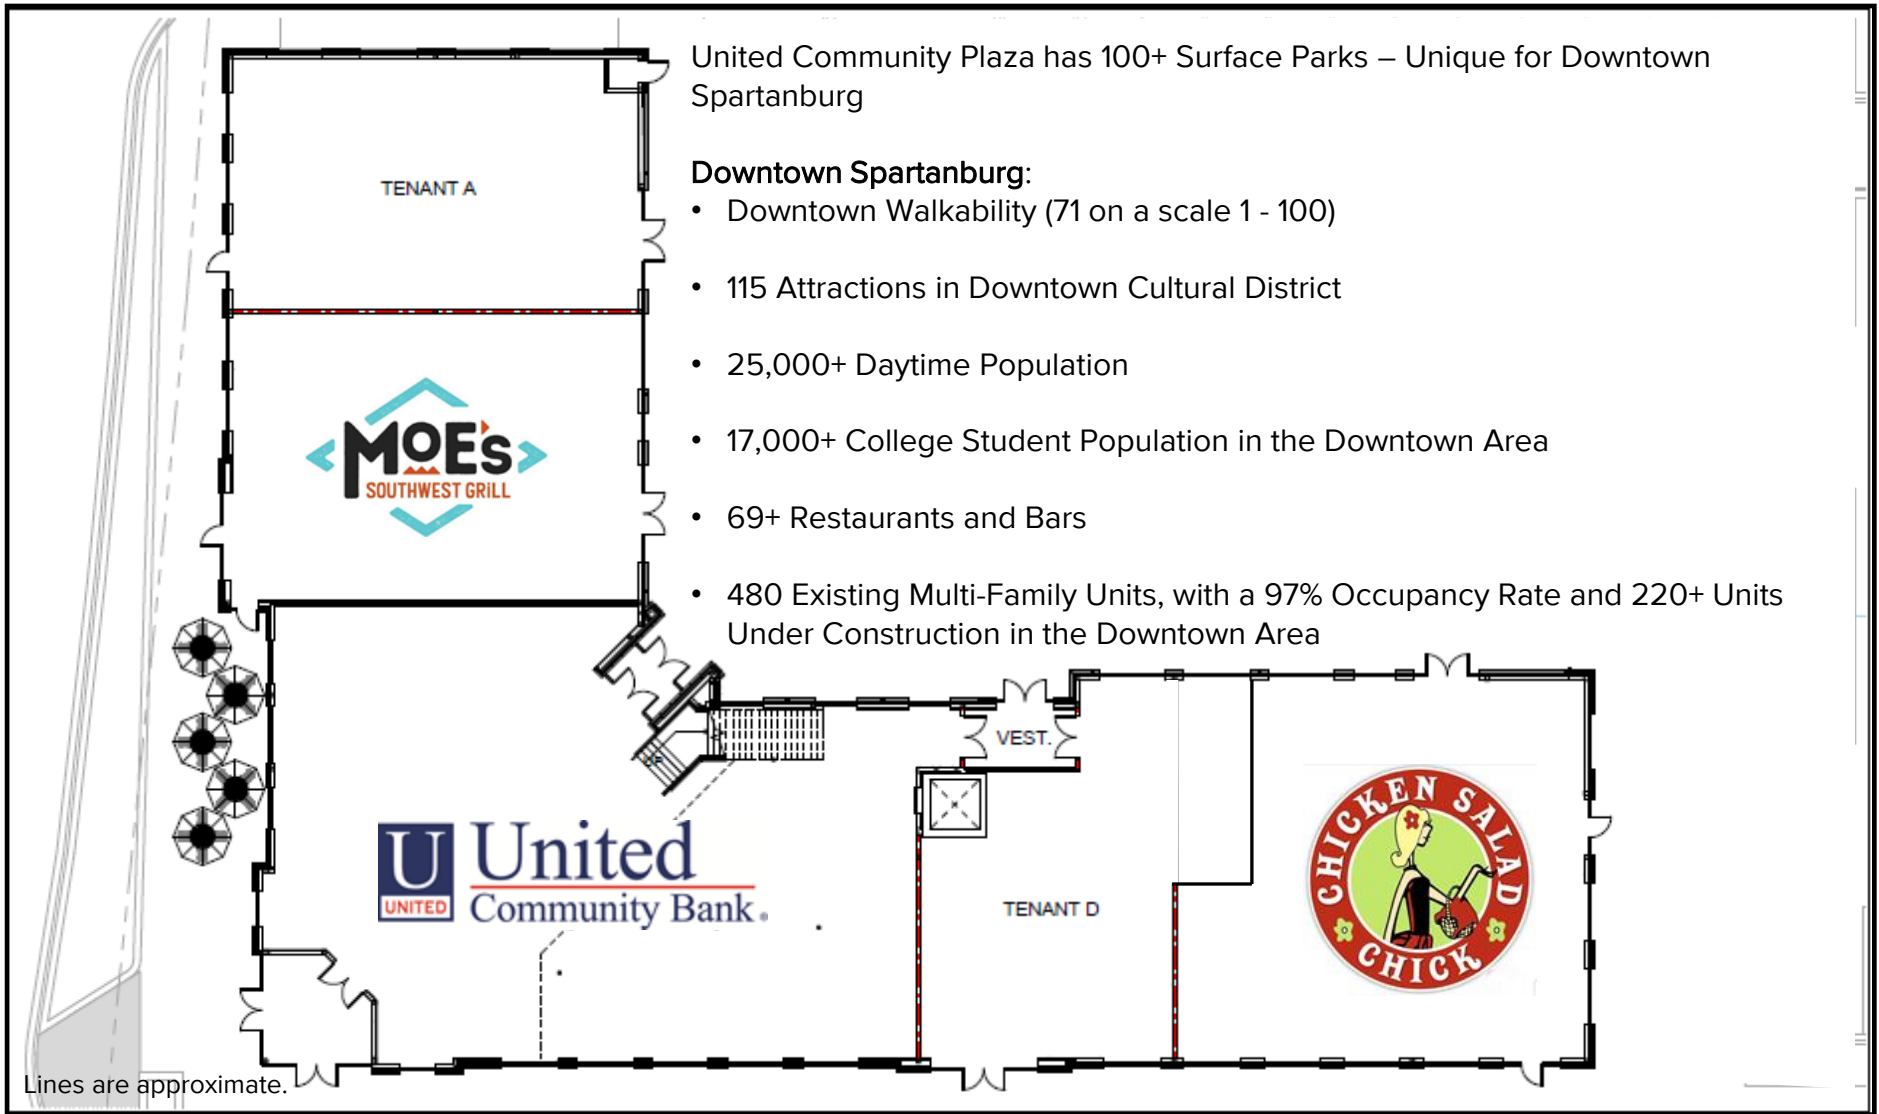 United Community Plaza has 100+ Surface Parks – Unique for Downtown
Spartanburg
Downtown Spartanburg:
• Downtown Walkability (71 on a scale 1 - 100)
• 115 Attractions in Downtown Cultural District
• 25,000+ Daytime Population
• 17,000+ College Student Population in the Downtown Area
• 69+ Restaurants and Bars
• 480 Existing Multi-Family Units, with a 97% Occupancy Rate and 220+ Units
Under Construction in the Downtown Area
TENANT A
MOE's
SOUTHWEST GRILL
UP
VEST.
U
UNITED
United
Community Bank®
TENANT D
CHICKEN SALAD
CHICK
Lines are approximate.